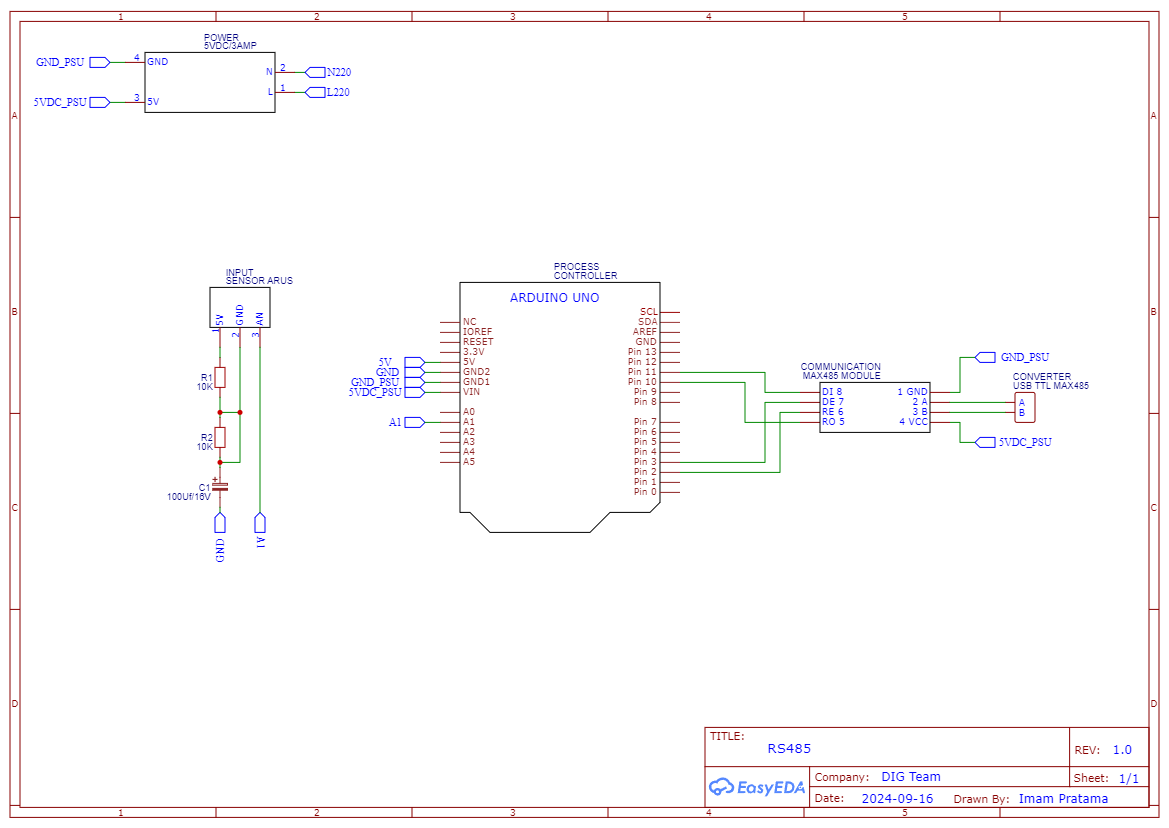 1 2 3 4 5
A A
B B
C C
D D
POWER
5VDC/3AMP
GND_PSU 4 GND
N 2 N220
L 1 L220
5VDC_PSU 3 5V
INPUT
SENSOR ARUS
5V GND AN
1 2 3
R1
10K
R2
10K
+
C1
100Uf/16V
GND A1
PROCESS
CONTROLLER
ARDUINO UNO
NC
IOREF
RESET
3.3V
5V 5V
GND GND2
GND_PSU GND1
5VDC_PSU VIN
A0
A1 A1
A2
A3
A4
A5
SCL
SDA
AREF
GND
Pin 13
Pin 12
Pin 11
Pin 10
Pin 9
Pin 8
Pin 7
Pin 6
Pin 5
Pin 4
Pin 3
Pin 2
Pin 1
Pin 0
COMMUNICATION
MAX485 MODULE
DI 8 1 GND
DE 7 2 A
RE 6 3 B
RO 5 4 VCC
GND_PSU
5VDC_PSU
CONVERTER
USB TTL MAX485
A
B
TITLE:
RS485
REV: 1.0
EasyEDA
Company: DIG Team
Sheet: 1/1
Date: 2024-09-16 Drawn By: Imam Pratama
1 2 3 4 5